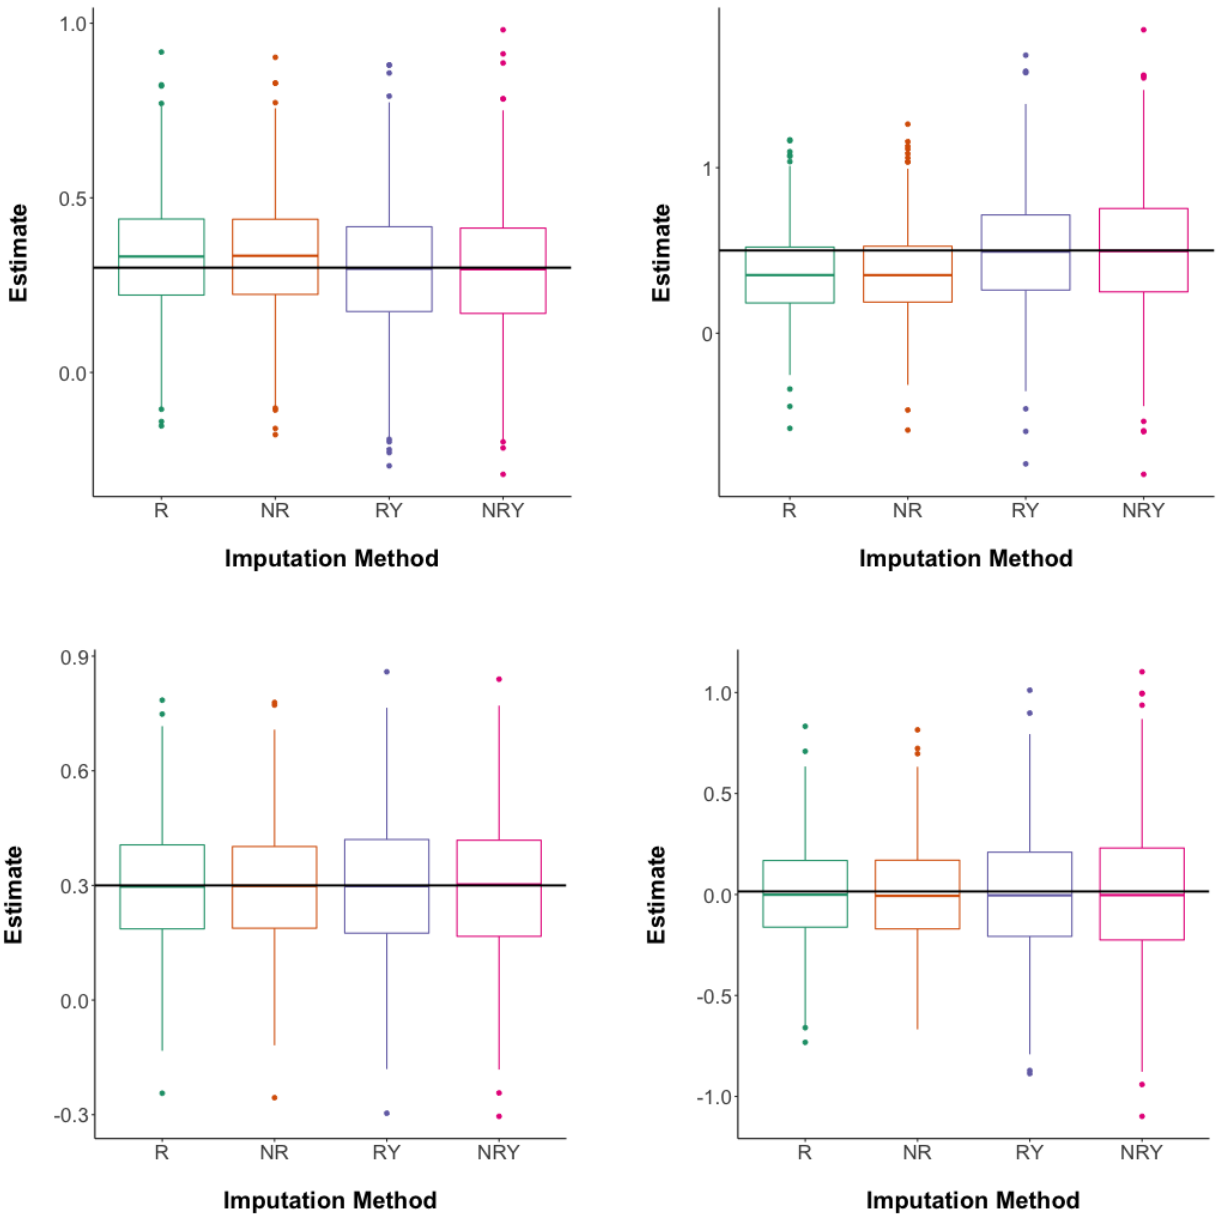 1.0
0.5
0.0
Estimate
R NR RY NRY
Imputation Method
1
0
Estimate
R NR RY NRY
Imputation Method
0.9
0.6
0.3
0.0
-0.3
Estimate
R NR RY NRY
Imputation Method
1.0
0.5
0.0
-0.5
-1.0
Estimate
R NR RY NRY
Imputation Method